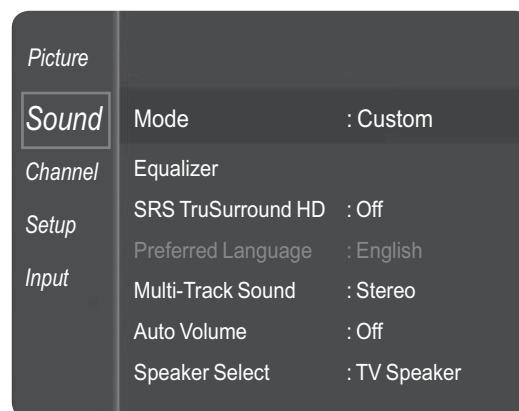 Picture
Sound
Channel
Setup
Input
Mode : Custom
Equalizer
SRS TruSurround HD : Off
Preferred Language : English
Multi-Track Sound : Stereo
Auto Volume : Off
Speaker Select : TV Speaker